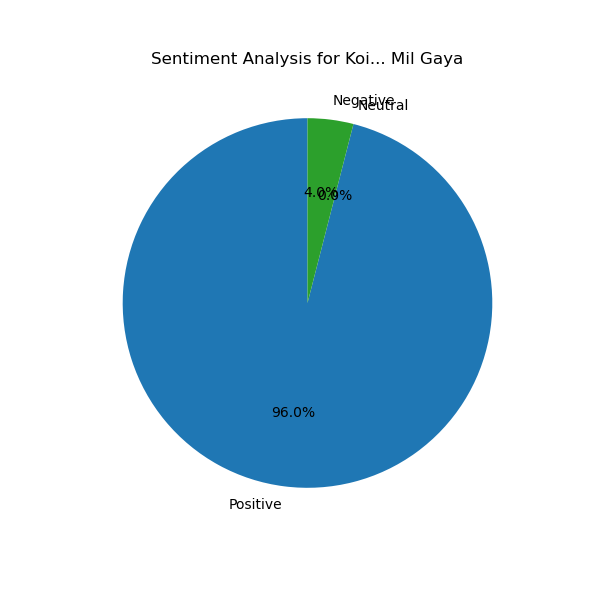 Sentiment Analysis for Koi... Mil Gaya
Negative
Neutral
4.0%
0.0%
96.0%
Positive